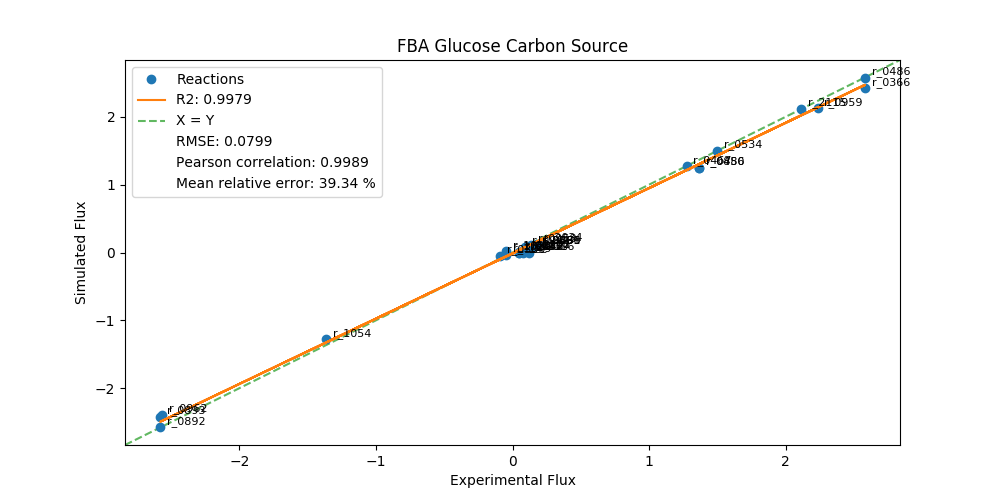 FBA Glucose Carbon Source
Reactions
R2: 0.9979
X = Y
RMSE: 0.0799
Pearson correlation: 0.9989
Mean relative error: 39.34 %
r_0486
r_0366
r_0959
r_0534
r_1054
r_0962
r_0892
2
1
0
−1
−2
Simulated Flux
−2
−1
0
1
2
Experimental Flux